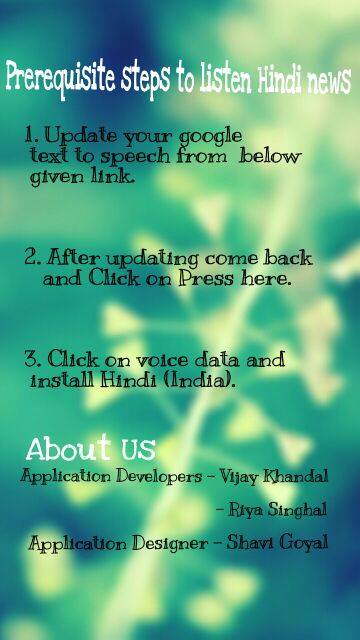 Prerequisite steps to listen Hindi news
1. Update your google
text to speech from below
given link.
2. After updating come back
and Click on Press here.
3. Click on voice data and
install Hindi (India).
About Us
Application Developers - Vijay Khandal
- Riya Singhal
Application Designer - Shavi Goyal